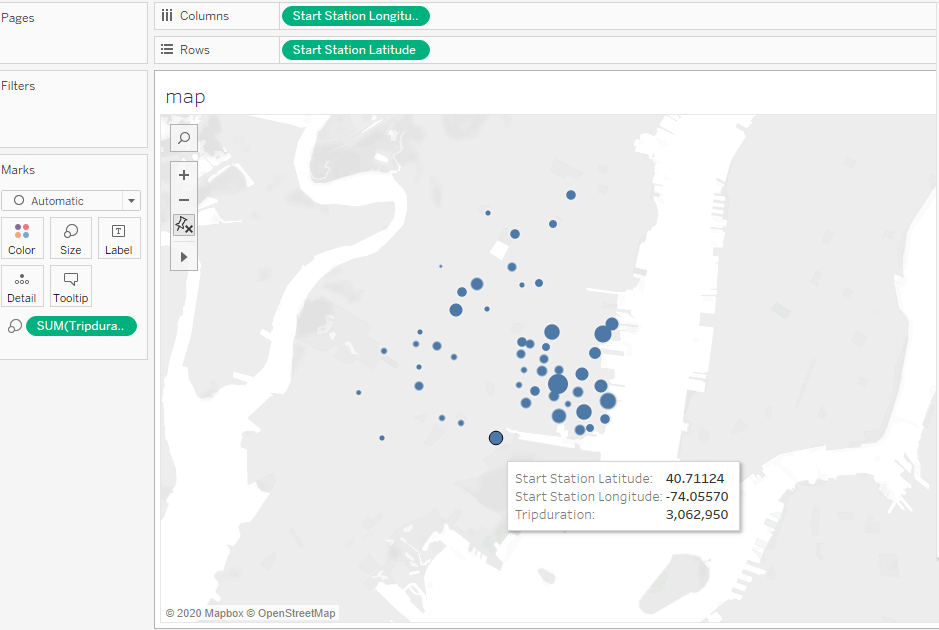 Pages
Columns
Start Station Longitu..
Rows
Start Station Latitude
Filters
map
Marks
Automatic
Color
Size
Label
T
Detail
Tooltip
SUM(Tripdura..
Start Station Latitude: 40.71124
Start Station Longitude: -74.05570
Tripduration: 3,062,950
© 2020 Mapbox © OpenStreetMap